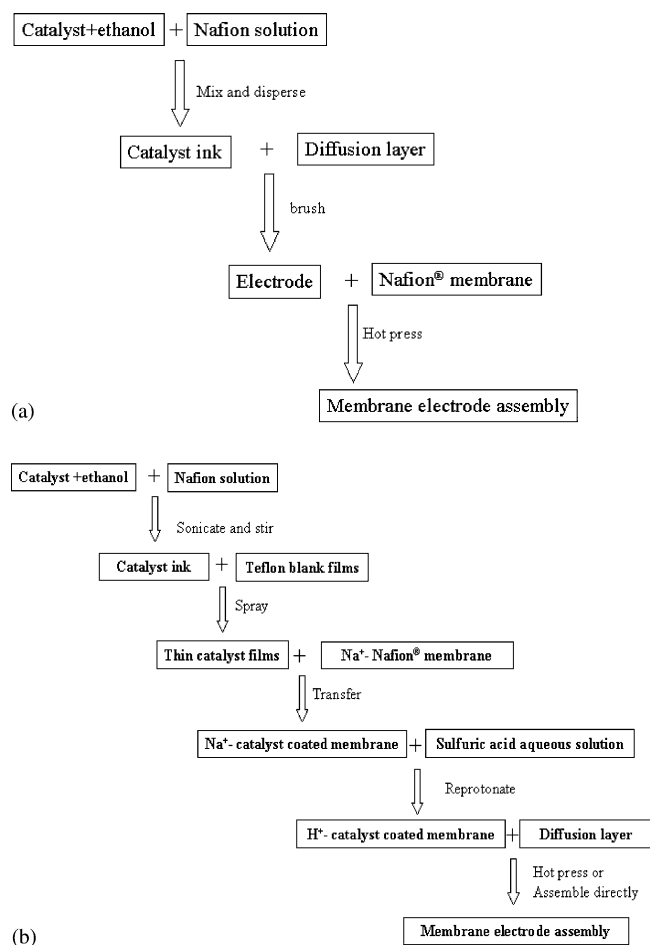 Catalyst+ethanol + Nafion solution
Mix and disperse
Catalyst ink + Diffusion layer
brush
Electrode + Nafion® membrane
Hot press
Membrane electrode assembly
(a)
Catalyst +ethanol + Nafion solution
Sonicate and stir
Catalyst ink + Teflon blank films
Spray
Thin catalyst films + Na⁺- Nafion® membrane
Transfer
Na⁺- catalyst coated membrane + Sulfuric acid aqueous solution
Reprotonate
H⁺- catalyst coated membrane + Diffusion layer
Hot press or
Assemble directly
Membrane electrode assembly
(b)